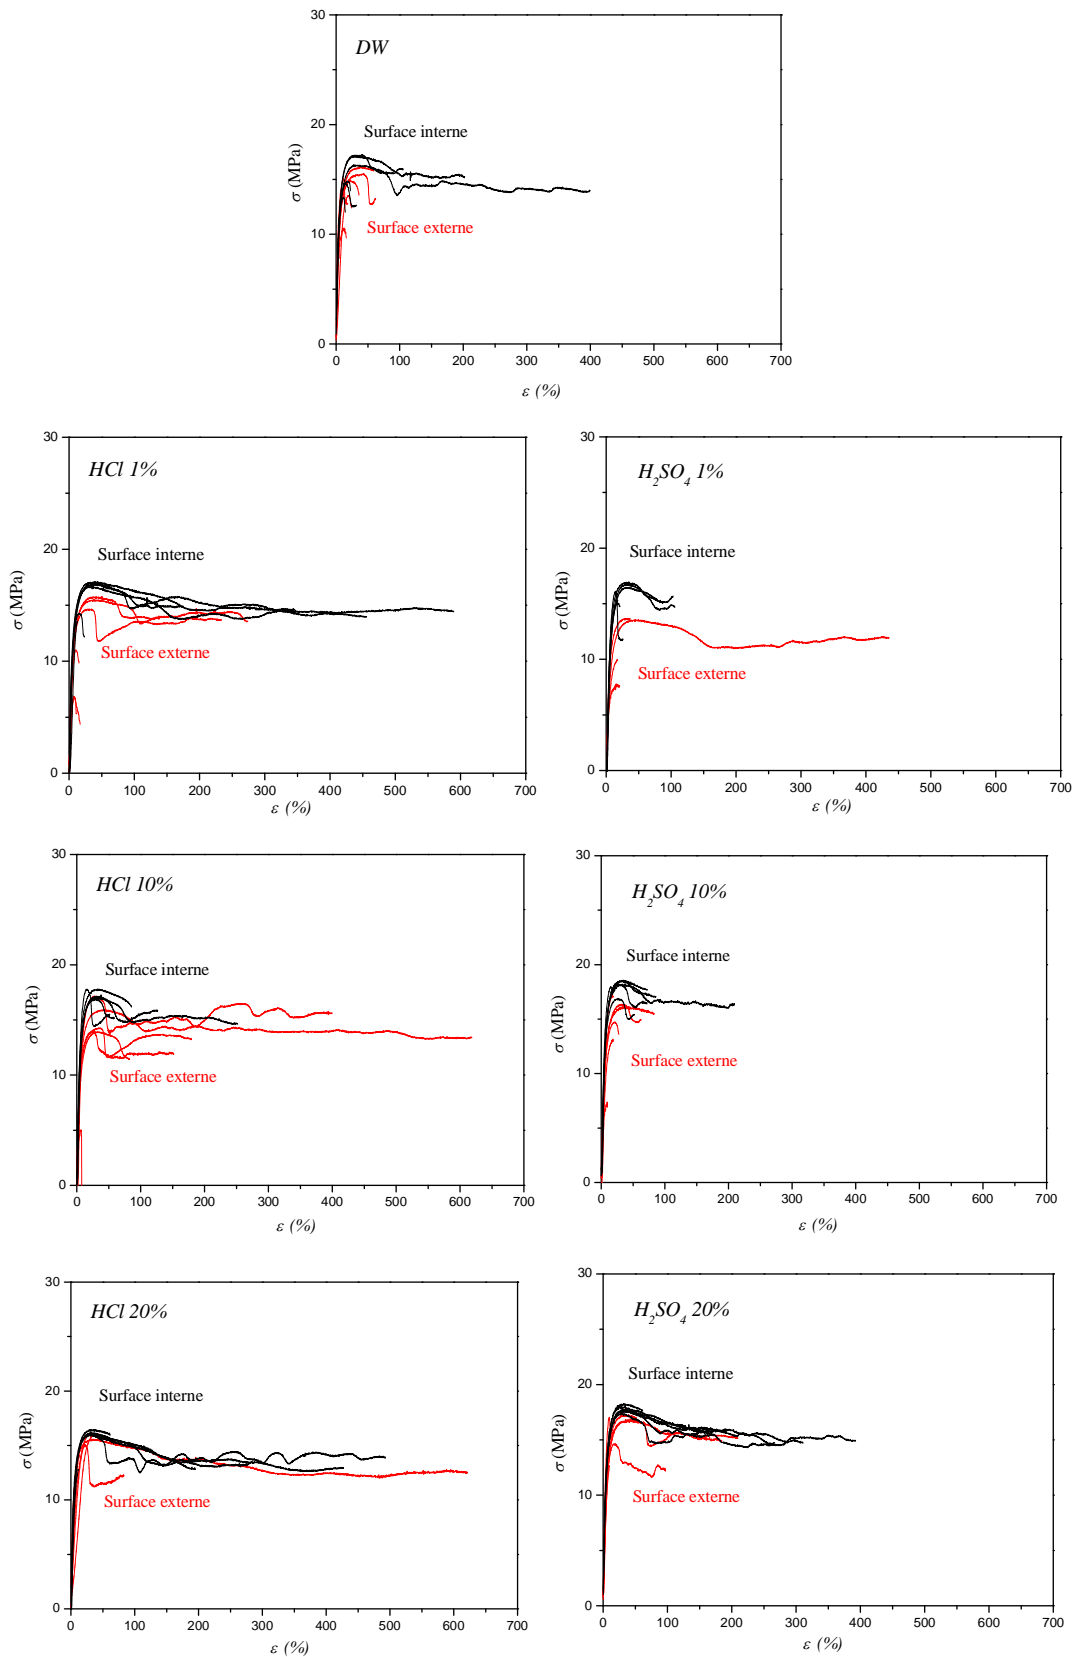 30
DW
20
Surface interne
σ (MPa)
Surface externe
10
0
0 100 200 300 400 500 600 700
ε (%)
30
HCl 1%
20
Surface interne
σ (MPa)
10
Surface externe
0
0 100 200 300 400 500 600 700
ε (%)
30
H₂SO₄ 1%
20
Surface interne
σ (MPa)
10
Surface externe
0
0 100 200 300 400 500 600 700
ε (%)
30
HCl 10%
20
Surface interne
σ (MPa)
10
Surface externe
0
0 100 200 300 400 500 600 700
ε (%)
30
H₂SO₄ 10%
20
Surface interne
σ (MPa)
Surface externe
10
0
0 100 200 300 400 500 600 700
ε (%)
30
HCl 20%
20
Surface interne
σ (MPa)
10
Surface externe
0
0 100 200 300 400 500 600 700
ε (%)
30
H₂SO₄ 20%
20
Surface interne
σ (MPa)
10
Surface externe
0
0 100 200 300 400 500 600 700
ε (%)